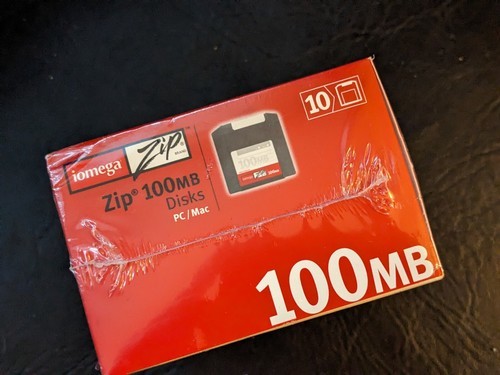 iomega
Zip®
Zip® 100MB
Disks
PC / Mac
10
100MB
100MB